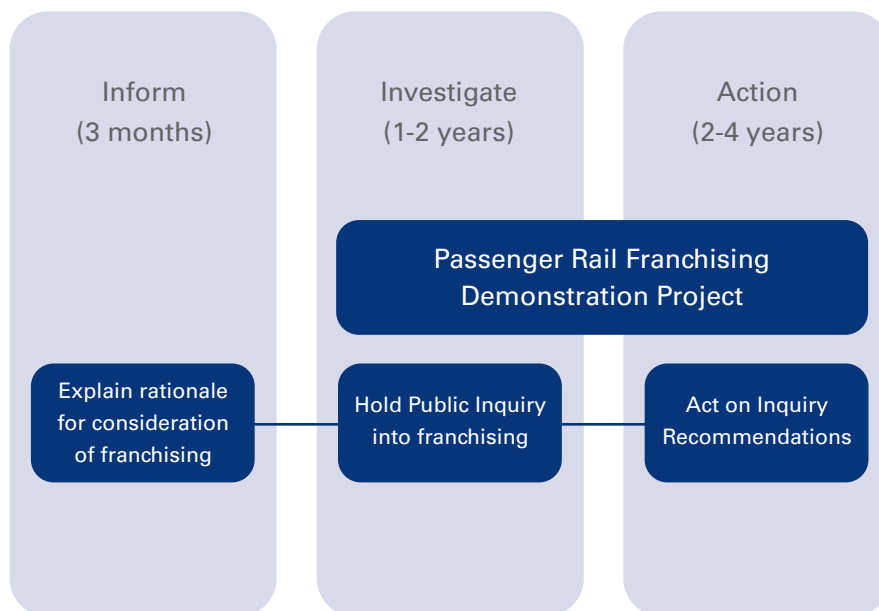 Inform
(3 months)
Investigate
(1-2 years)
Action
(2-4 years)
Passenger Rail Franchising
Demonstration Project
Explain rationale
for consideration
of franchising
Hold Public Inquiry
into franchising
Act on Inquiry
Recommendations